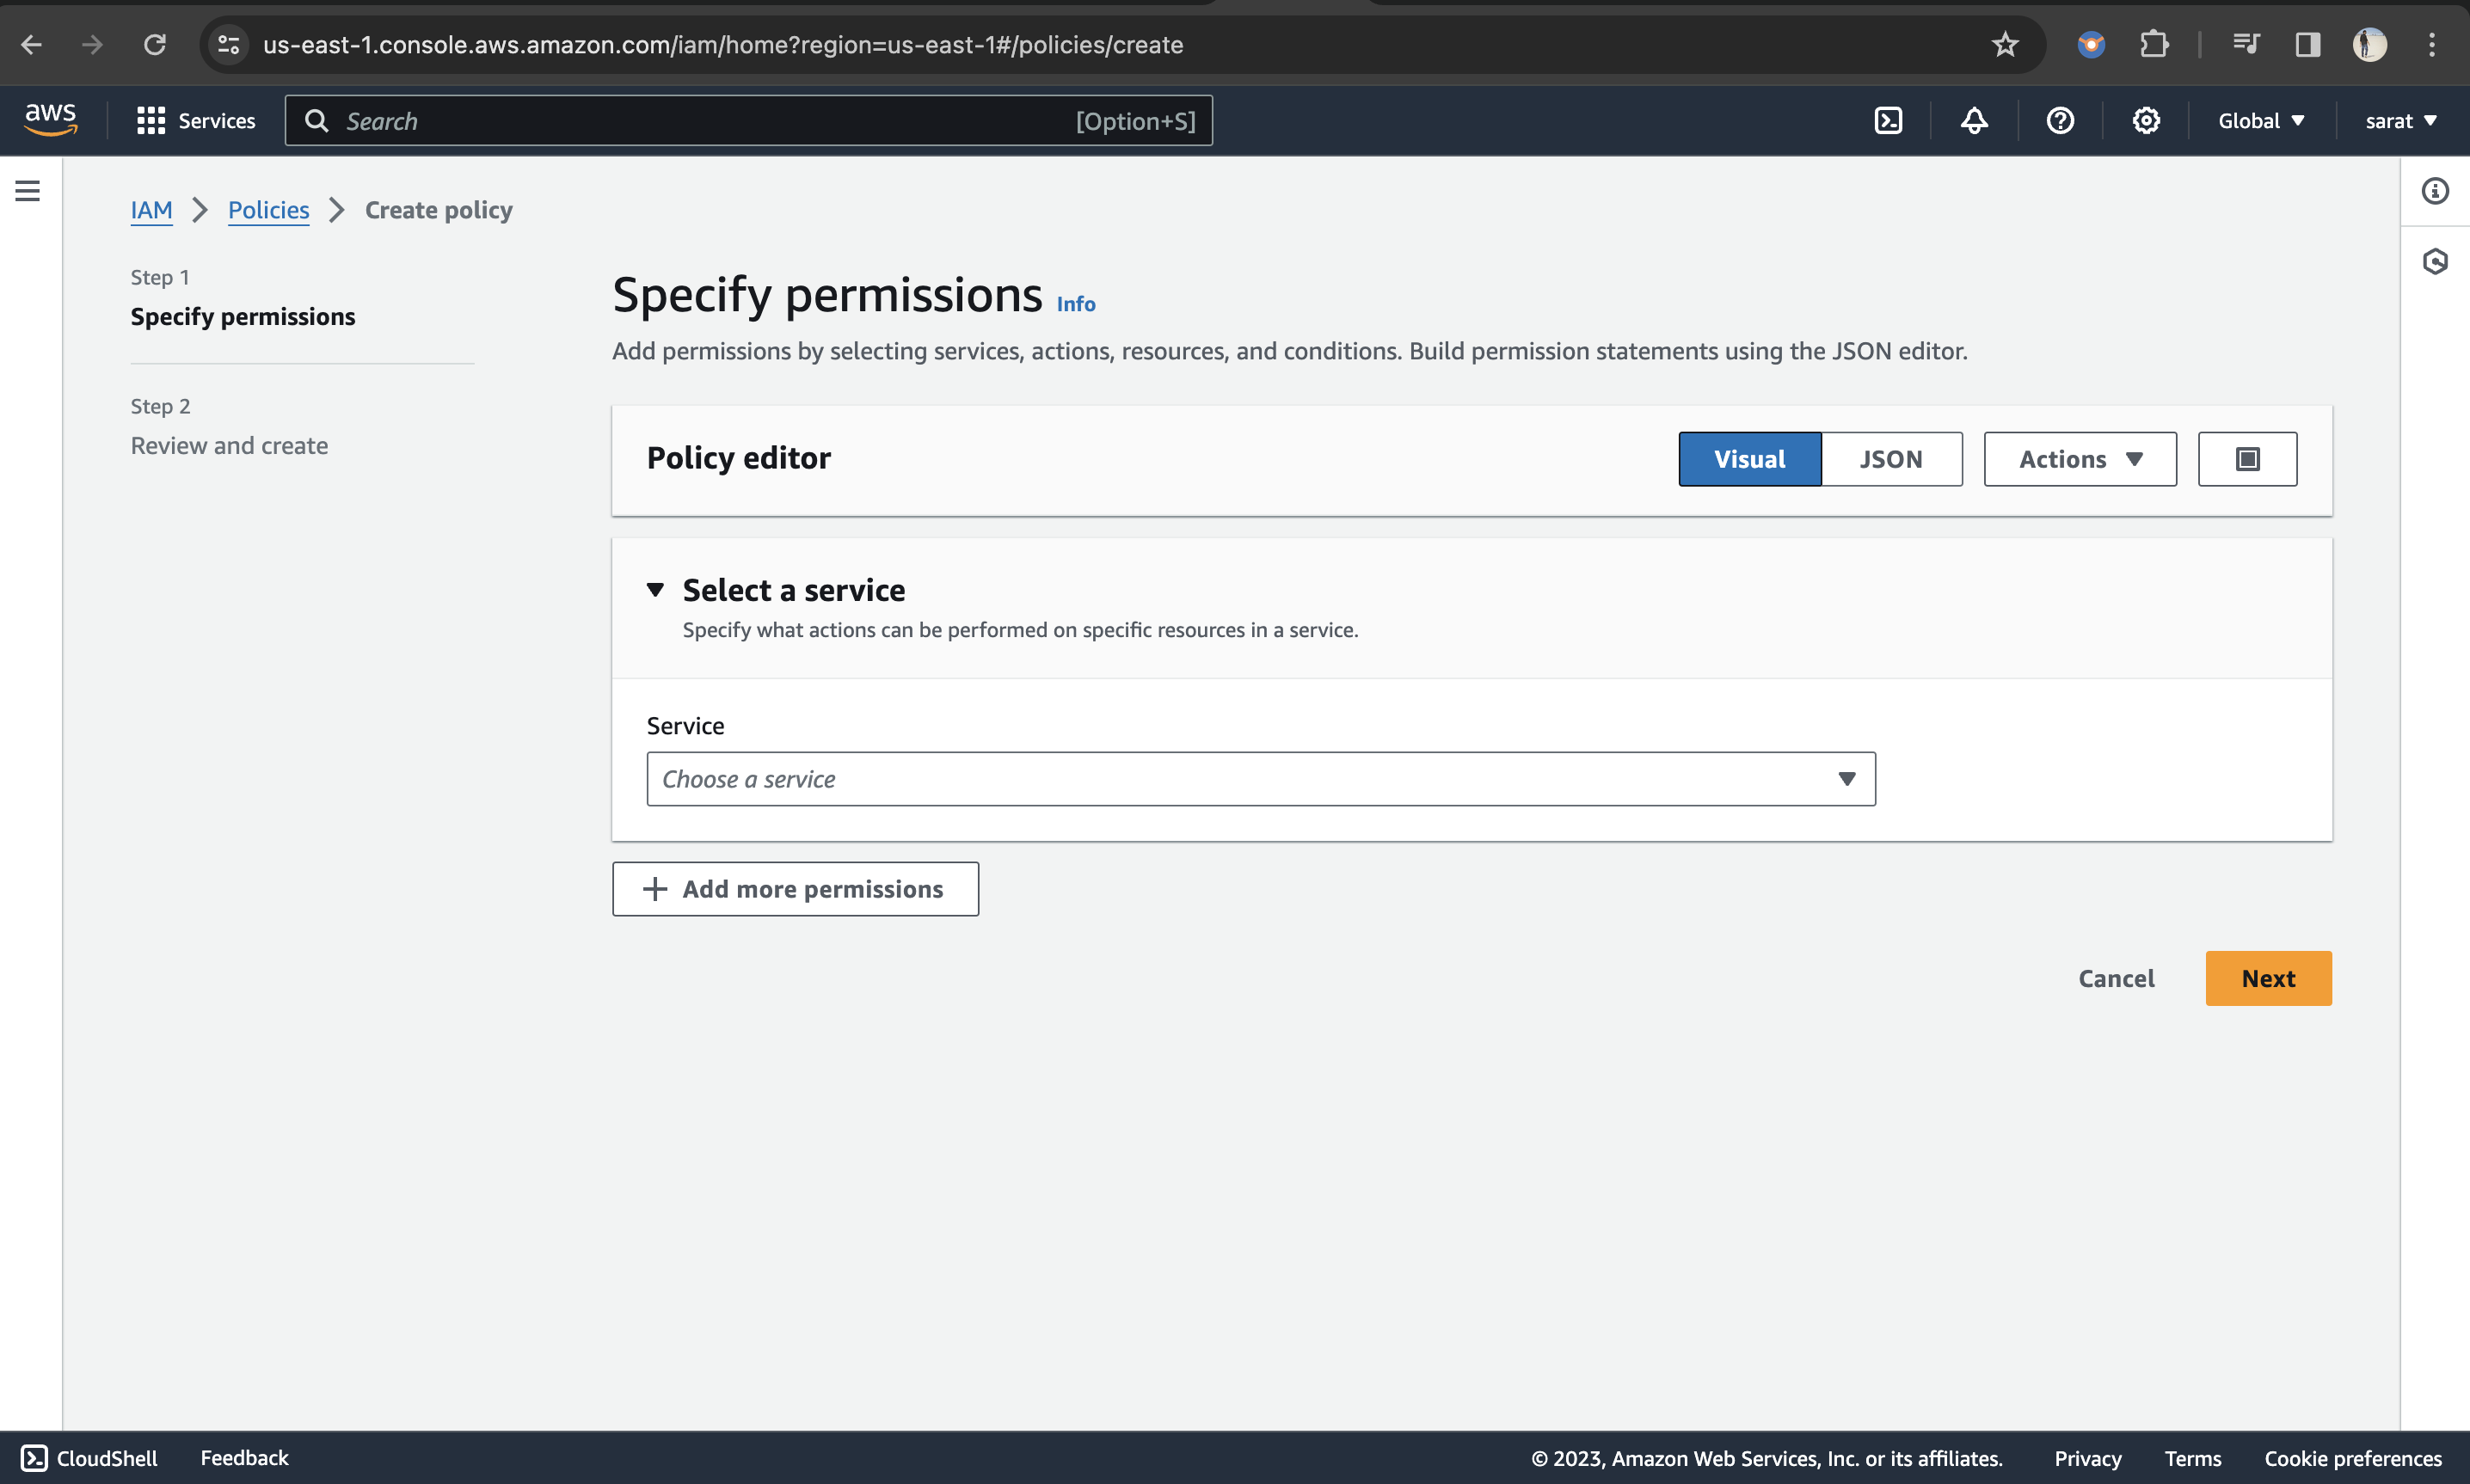 us-east-1.console.aws.amazon.com/iam/home?region=us-east-1#/policies/create
aws
Services
Search
[Option+S]
Global
sarat
IAM
Policies
Create policy
Step 1
Specify permissions
Step 2
Review and create
Specify permissions Info
Add permissions by selecting services, actions, resources, and conditions. Build permission statements using the JSON editor.
Policy editor
Visual
JSON
Actions
Select a service
Specify what actions can be performed on specific resources in a service.
Service
Choose a service
Add more permissions
Cancel
Next
CloudShell
Feedback
© 2023, Amazon Web Services, Inc. or its affiliates.
Privacy
Terms
Cookie preferences